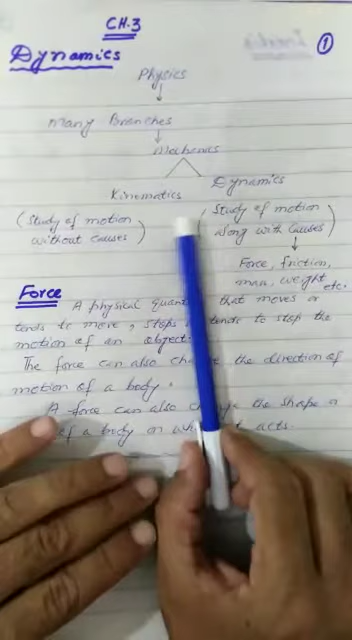 CH.3
Dynamics
1
Physics
Many Branches
Mechanics
Kinematics
Dynamics
(Study of motion without causes)
(Study of motion along with causes)
Force, friction, mass, weight etc.
Force
A physical that moves or
tends to move, stops tends to stop the
motion of an object
The force can also the direction of
motion of a body.
A force can also the shape
of a body on acts.